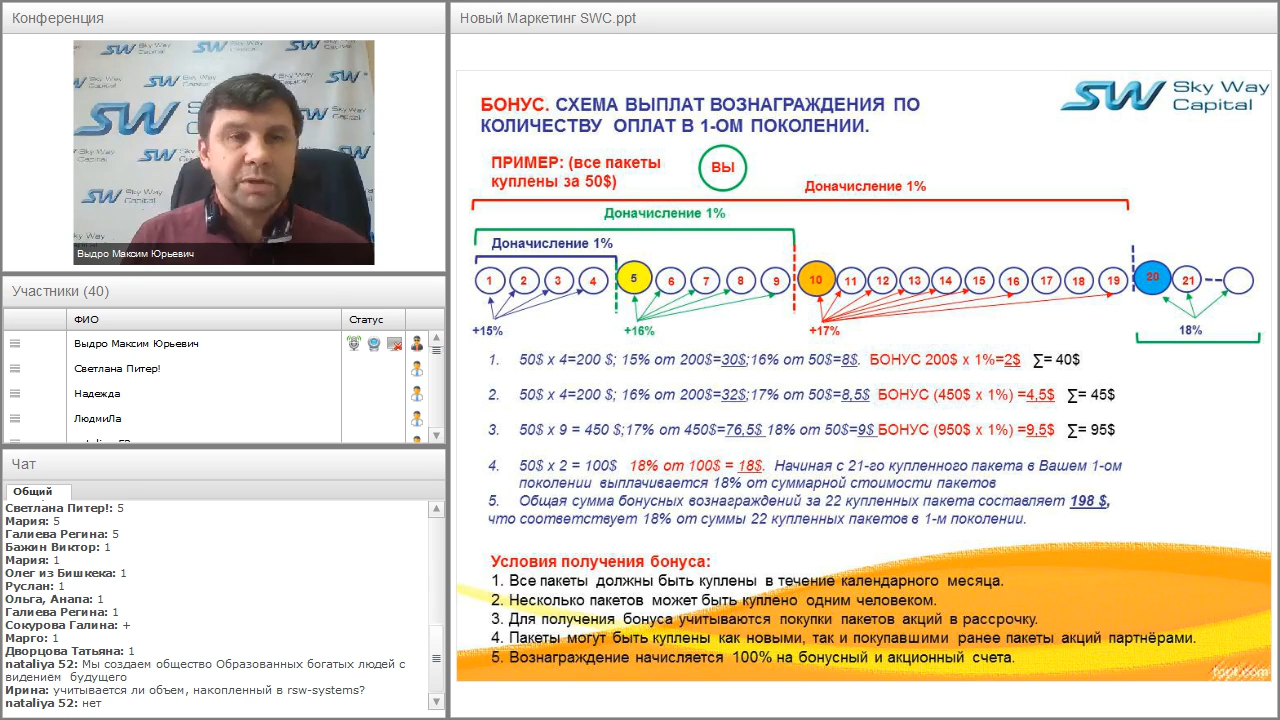 Конференция
SW Sky Way Capital
Выдро Максим Юрьевич
Участники (40)
ФИО Статус
Выдро Максим Юрьевич
Светлана Питер!
Надежда
ЛюдмиЛа
Чат
Общий
Светлана Питер!: 5
Мария: 5
Галиева Регина: 5
Бажин Виктор: 1
Мария: 1
Олег из Бишкека: 1
Руслан: 1
Ольга, Анапа: 1
Галиева Регина: 1
Сокурова Галина: +
Марго: 1
Дворцова Татьяна: 1
nataliya 52: Мы создаем общество Образованных богатых людей с
видением будущего
Ирина: учитывается ли объем, накопленный в rsw-systems?
nataliya 52: нет
Новый Маркетинг SWC.ppt
SW Sky Way
Capital
БОНУС. СХЕМА ВЫПЛАТ ВОЗНАГРАЖДЕНИЯ ПО
КОЛИЧЕСТВУ ОПЛАТ В 1-ОМ ПОКОЛЕНИИ.
ПРИМЕР: (все пакеты
куплены за 50$)
ВЫ
Доначисление 1%
Доначисление 1%
Доначисление 1%
1 2 3 4 5 6 7 8 9 10 11 12 13 14 15 16 17 18 19 20 21
+15% +16% +17% 18%
1. 50$ x 4=200 $; 15% от 200$=30$;16% от 50$=8$. БОНУС 200$ x 1%=2$ ∑= 40$
2. 50$ x 4=200 $; 16% от 200$=32$;17% от 50$=8,5$ БОНУС (450$ x 1%) =4,5$ ∑= 45$
3. 50$ x 9 = 450 $;17% от 450$=76,5$ 18% от 50$=9$ БОНУС (950$ x 1%) =9,5$ ∑= 95$
4. 50$ x 2 = 100$ 18% от 100$ = 18$. Начиная с 21-го купленного пакета в Вашем 1-ом
поколении выплачивается 18% от суммарной стоимости пакетов
5. Общая сумма бонусных вознаграждений за 22 купленных пакета составляет 198 $,
что соответствует 18% от суммы 22 купленных пакетов в 1-м поколении.
Условия получения бонуса:
1. Все пакеты должны быть куплены в течение календарного месяца.
2. Несколько пакетов может быть куплено одним человеком.
3. Для получения бонуса учитываются покупки пакетов акций в рассрочку.
4. Пакеты могут быть куплены как новыми, так и покупавшими ранее пакеты акций партнёрами.
5. Вознаграждение начисляется 100% на бонусный и акционный счета.
fppt.com